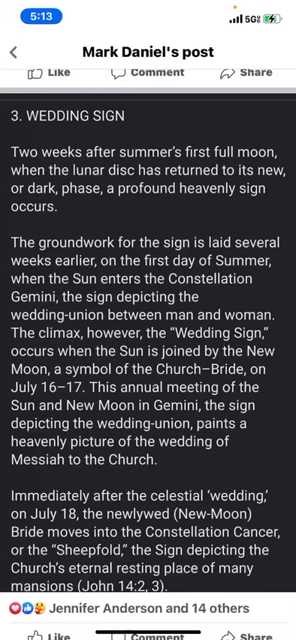 5:13
5G
Mark Daniel's post
Like Comment Share
3. WEDDING SIGN
Two weeks after summer's first full moon,
when the lunar disc has returned to its new,
or dark, phase, a profound heavenly sign
occurs.
The groundwork for the sign is laid several
weeks earlier, on the first day of Summer,
when the Sun enters the Constellation
Gemini, the sign depicting the
wedding-union between man and woman.
The climax, however, the “Wedding Sign,”
occurs when the Sun is joined by the New
Moon, a symbol of the Church–Bride, on
July 16–17. This annual meeting of the
Sun and New Moon in Gemini, the sign
depicting the wedding-union, paints a
heavenly picture of the wedding of
Messiah to the Church.
Immediately after the celestial ‘wedding,’
on July 18, the newlywed (New-Moon)
Bride moves into the Constellation Cancer,
or the “Sheepfold,” the Sign depicting the
Church's eternal resting place of many
mansions (John 14:2, 3).
Jennifer Anderson and 14 others
Like Comment Share